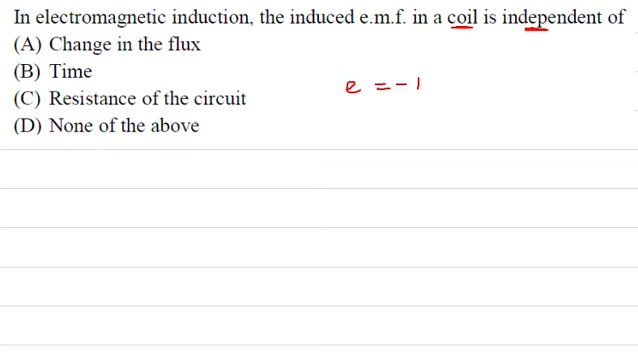 In electromagnetic induction, the induced e.m.f. in a coil is independent of
(A) Change in the flux
(B) Time
(C) Resistance of the circuit
(D) None of the above
e = - 1